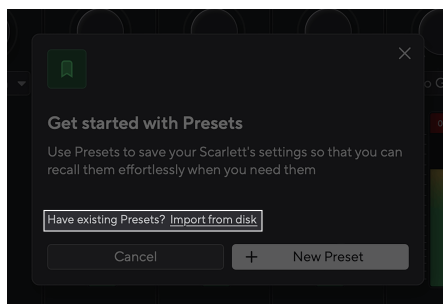 Get started with Presets
Use Presets to save your Scarlett's settings so that you can
recall them effortlessly when you need them
Have existing Presets? Import from disk
Cancel
+ New Preset